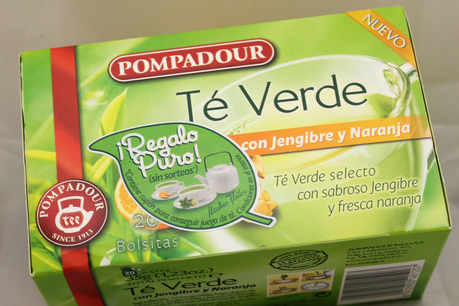 NUEVO
POMPADOUR
Té Verde
con Jengibre y Naranja
¡Regalo
Puro!
(sin sorteos*)
Té Verde selecto
con sabroso Jengibre
y fresca naranja
20
Bolsitas
POMPADOUR
tee
SINCE 1913
Té Verde
con Jengibre y Naranja